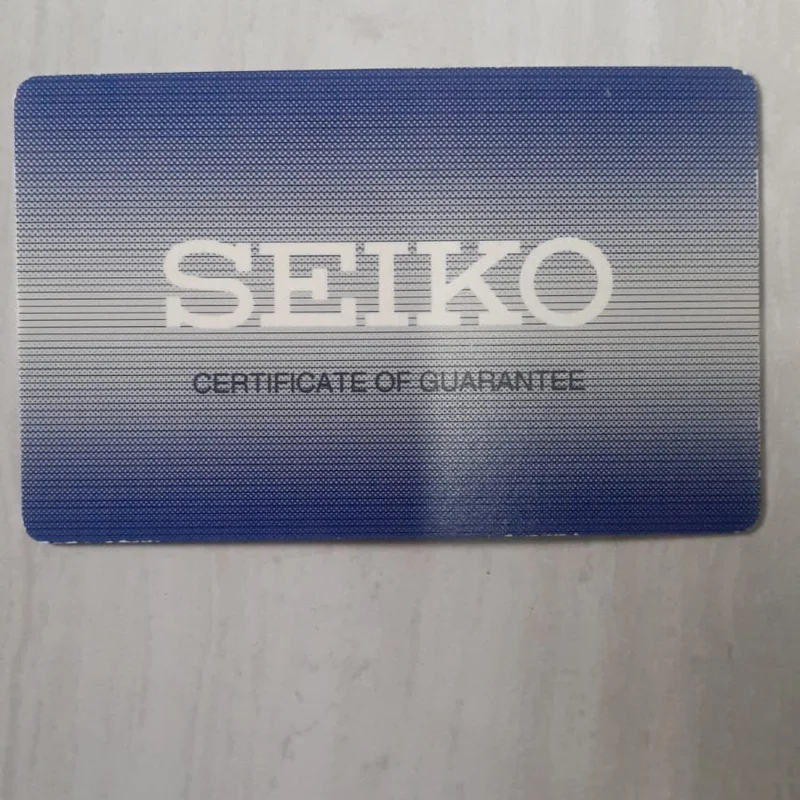 SEIKO
CERTIFICATE OF GUARANTEE